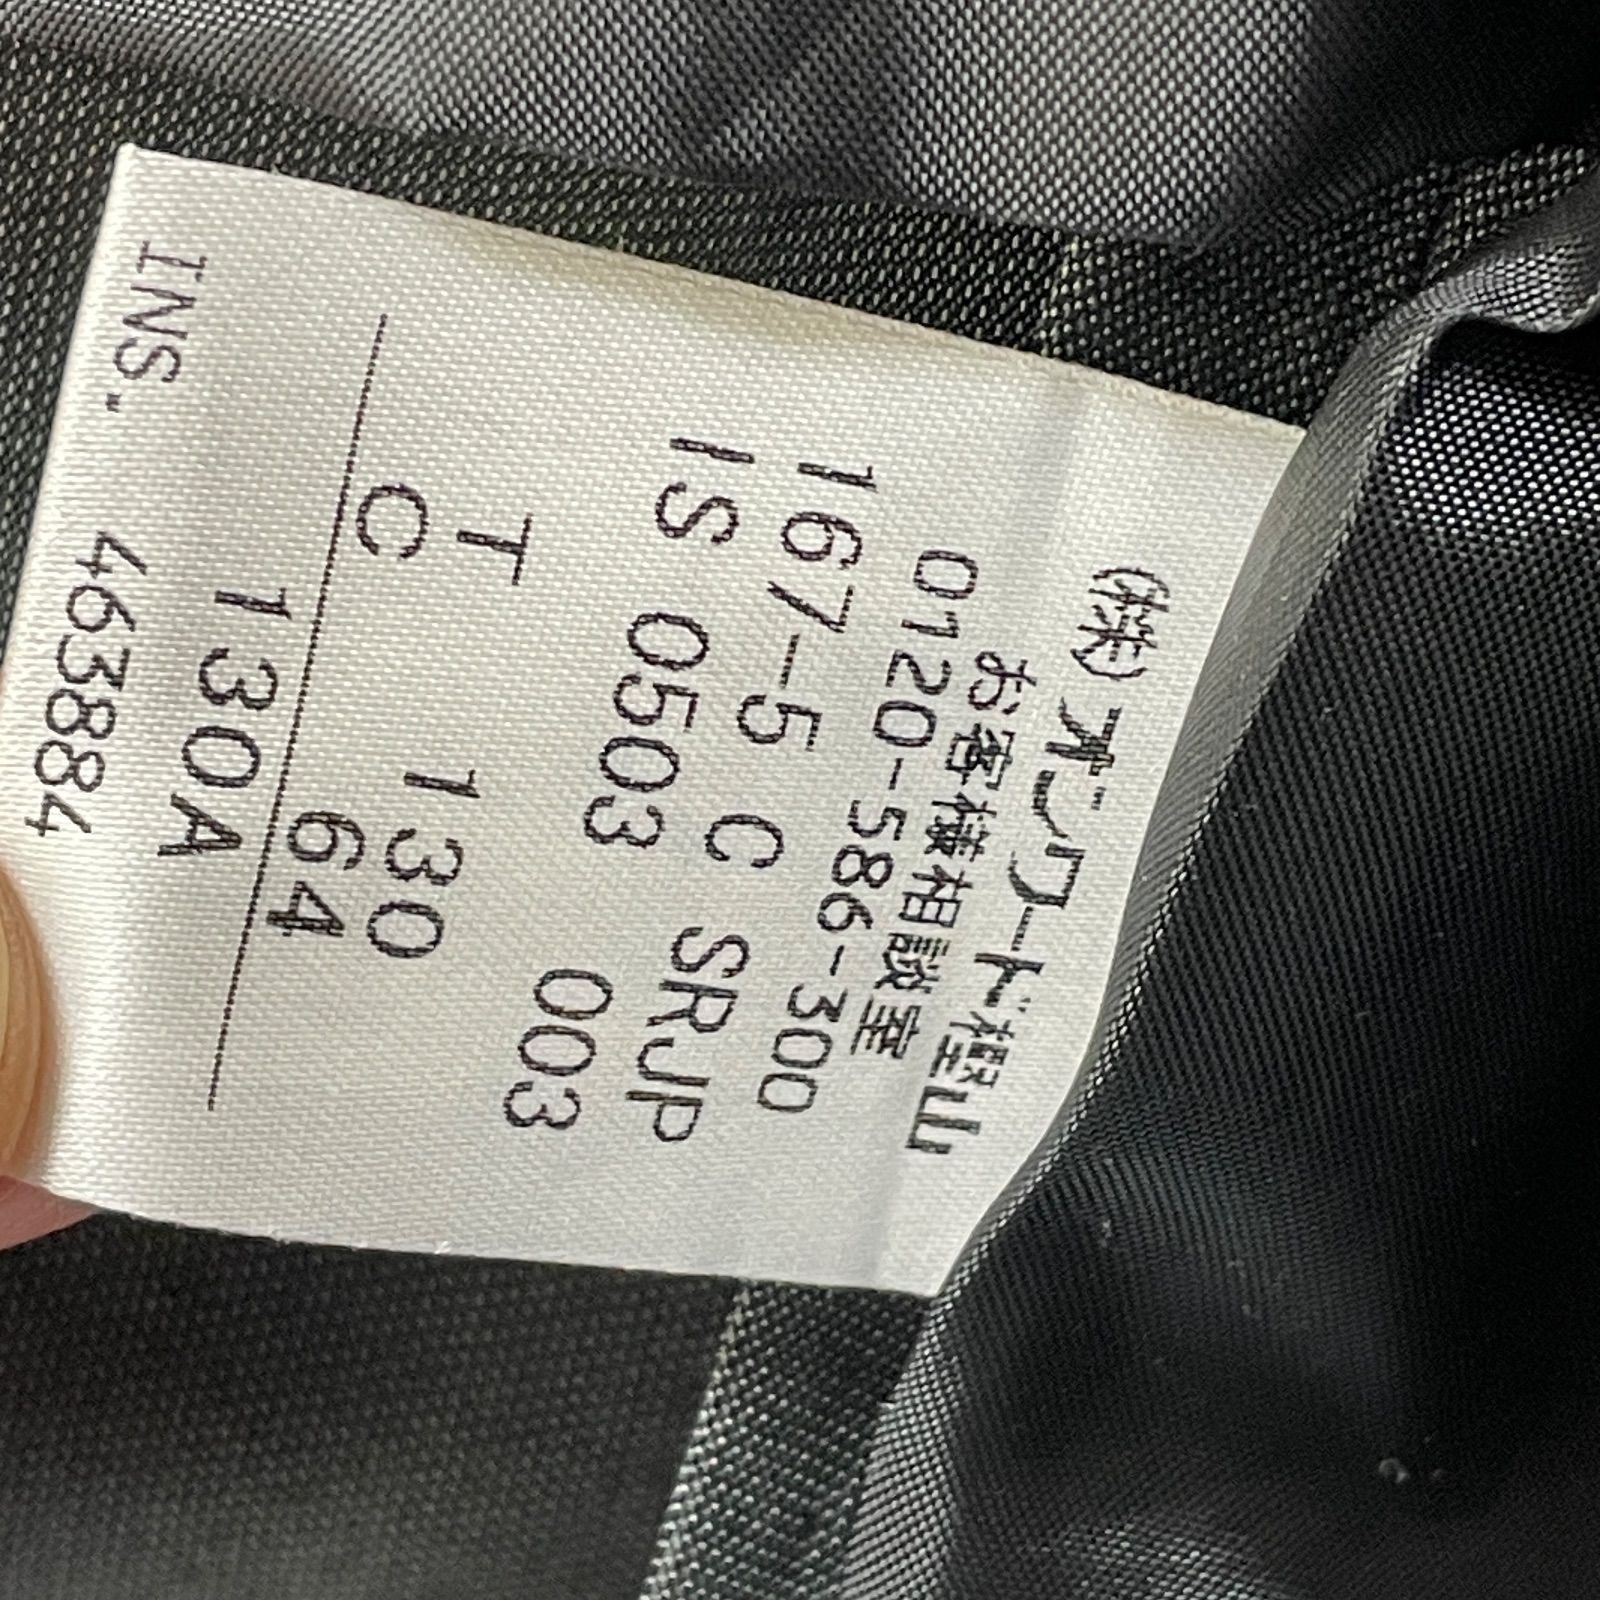 (株)オンワード樫山
お客様相談室
0120-586-300
167-5 C SRJP
IS 0503 003
T 130
C 64
130A
INS. 463884